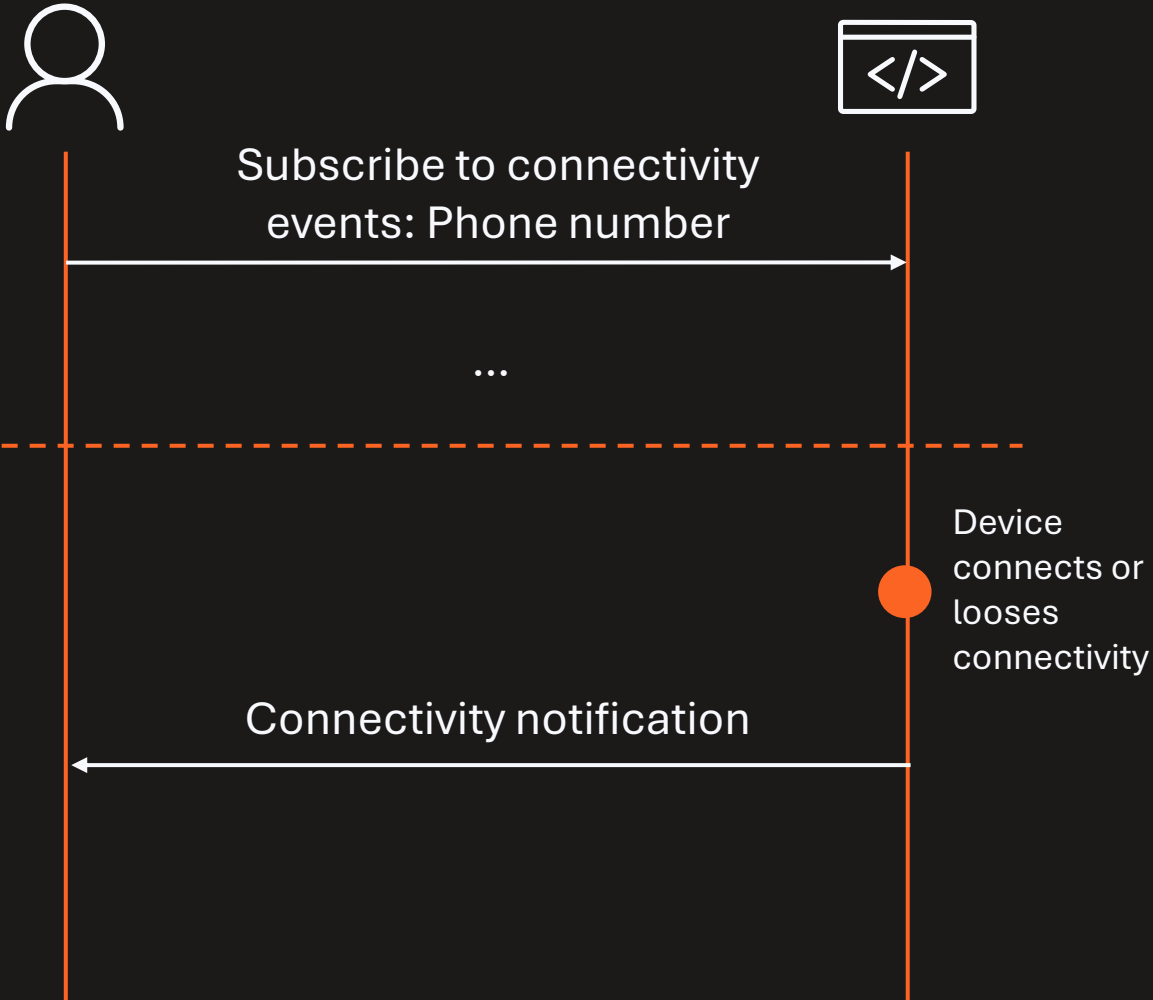 </>
Subscribe to connectivity
events: Phone number
...
Device
connects or
looses
connectivity
Connectivity notification